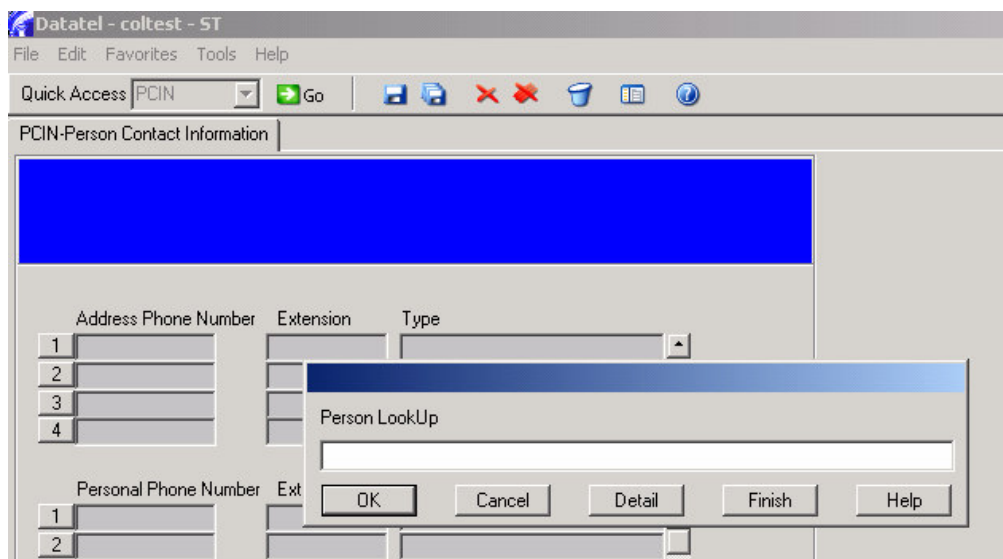 Datatel - coltest - ST
File Edit Favorites Tools Help
Quick Access PCIN Go
PCIN-Person Contact Information
Address Phone Number Extension Type
1
2
3
4
Person LookUp
OK Cancel Detail Finish Help
Personal Phone Number Ext
1
2